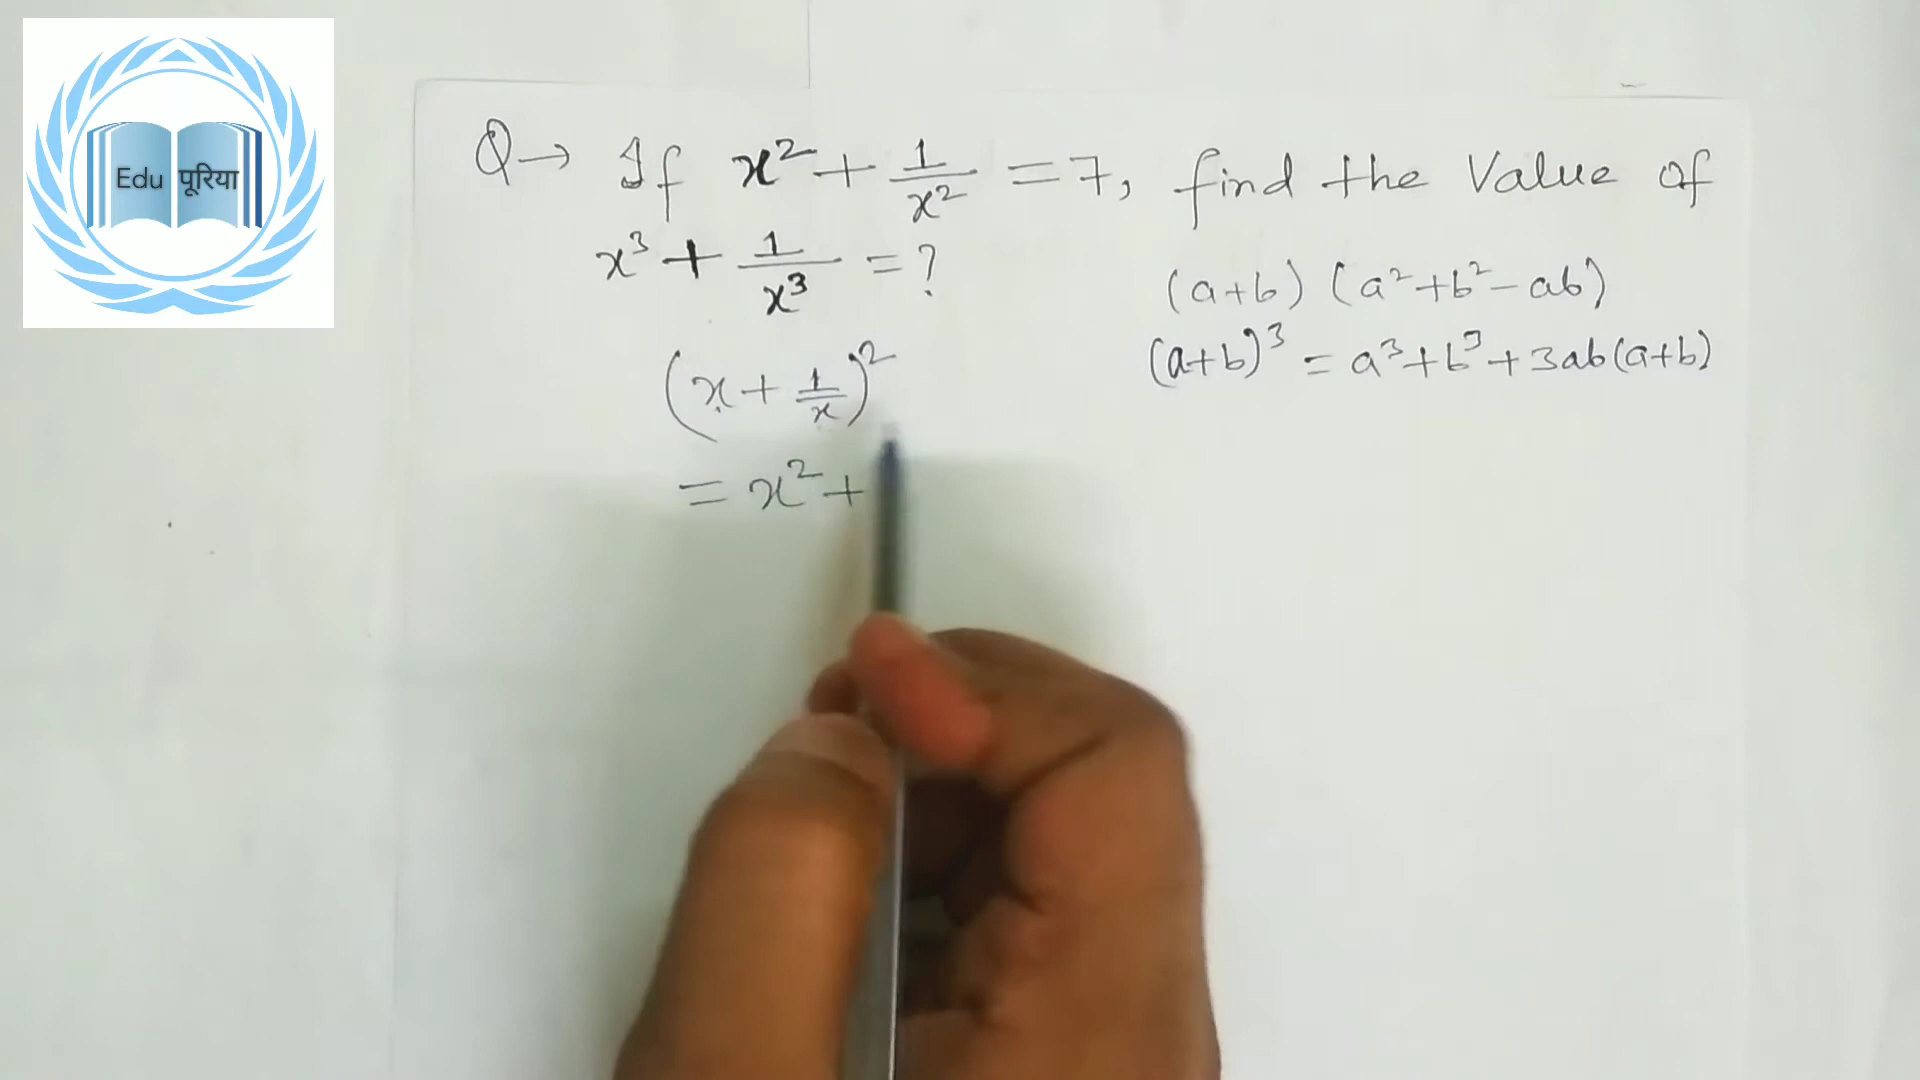 Edu पूरिया
Q→ If x² + 1/x² = 7, find the Value of
x³ + 1/x³ = ?
(a+b) (a²+b²-ab)
(a+b)³ = a³+b³+3ab(a+b)
(x + 1/x)²
= x² +